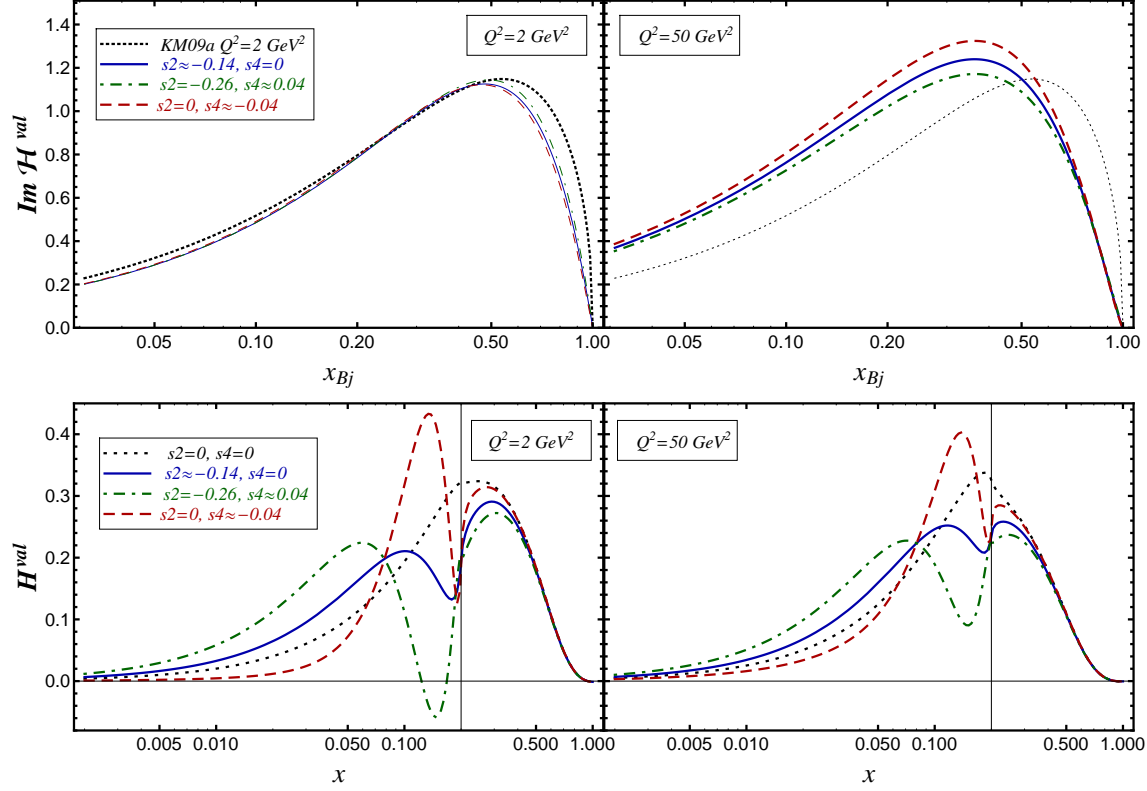 1.4
1.2
1.0
0.8
0.6
0.4
0.2
0.0
Im ℋ^val
KM09a Q²=2 GeV²
s2≈−0.14, s4=0
s2=−0.26, s4≈0.04
s2=0, s4≈−0.04
Q²=2 GeV²
Q²=50 GeV²
0.05 0.10 0.20 0.50 1.00
0.05 0.10 0.20 0.50 1.00
x_Bj
x_Bj
0.4
0.3
0.2
0.1
0.0
H^val
s2=0, s4=0
s2≈−0.14, s4=0
s2=−0.26, s4≈0.04
s2=0, s4≈−0.04
Q²=2 GeV²
Q²=50 GeV²
0.005 0.010 0.050 0.100 0.500 1.000
0.005 0.010 0.050 0.100 0.500 1.000
x
x